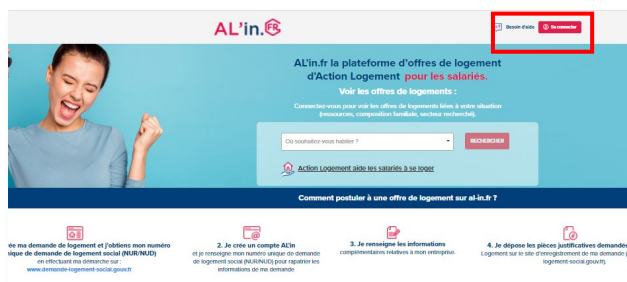 AL'in.FR
Besoin d'aide
Se connecter
AL'in.fr la plateforme d'offres de logement
d'Action Logement pour les salariés.
Voir les offres de logements :
Connectez-vous pour voir les offres de logements liées à votre situation
(ressources, composition familiale, secteur recherché).
Où souhaitez-vous habiter ?
RECHERCHER
Action Logement aide les salariés à se loger
Comment postuler à une offre de logement sur al-in.fr ?
ée ma demande de logement et j'obtiens mon numéro
nique de demande de logement social (NUR/NUD)
en effectuant ma démarche sur :
www.demande-logement-social.gouv.fr
2. Je crée un compte AL'in
et je renseigne mon numéro unique de demande
de logement social (NUR/NUD) pour rapatrier les
informations de ma demande
3. Je renseigne les informations
complémentaires relatives à mon entreprise.
4. Je dépose les pièces justificatives demandée
Logement sur le site d'enregistrement de ma demande (
logement-social.gouv.fr).